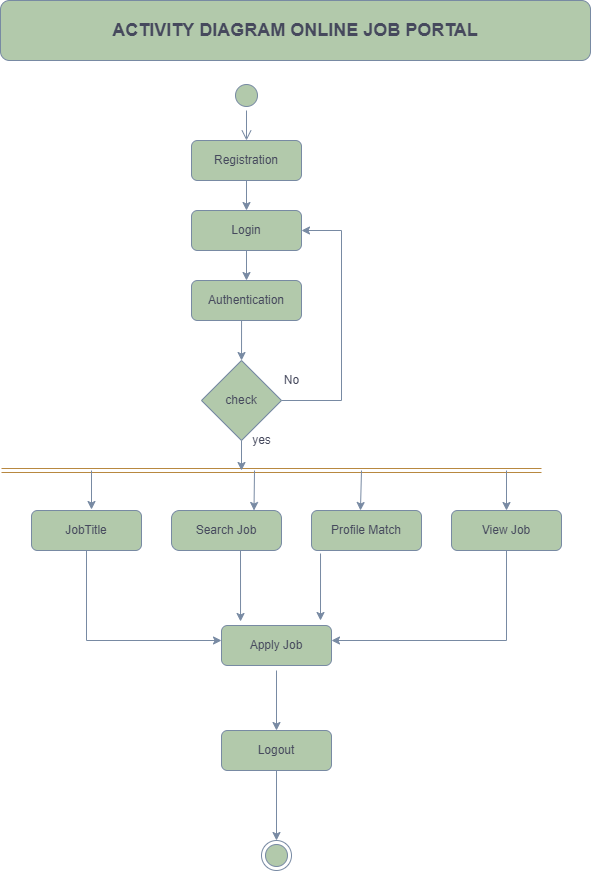 ACTIVITY DIAGRAM ONLINE JOB PORTAL
Registration
Login
Authentication
No
check
yes
JobTitle
Search Job
Profile Match
View Job
Apply Job
Logout